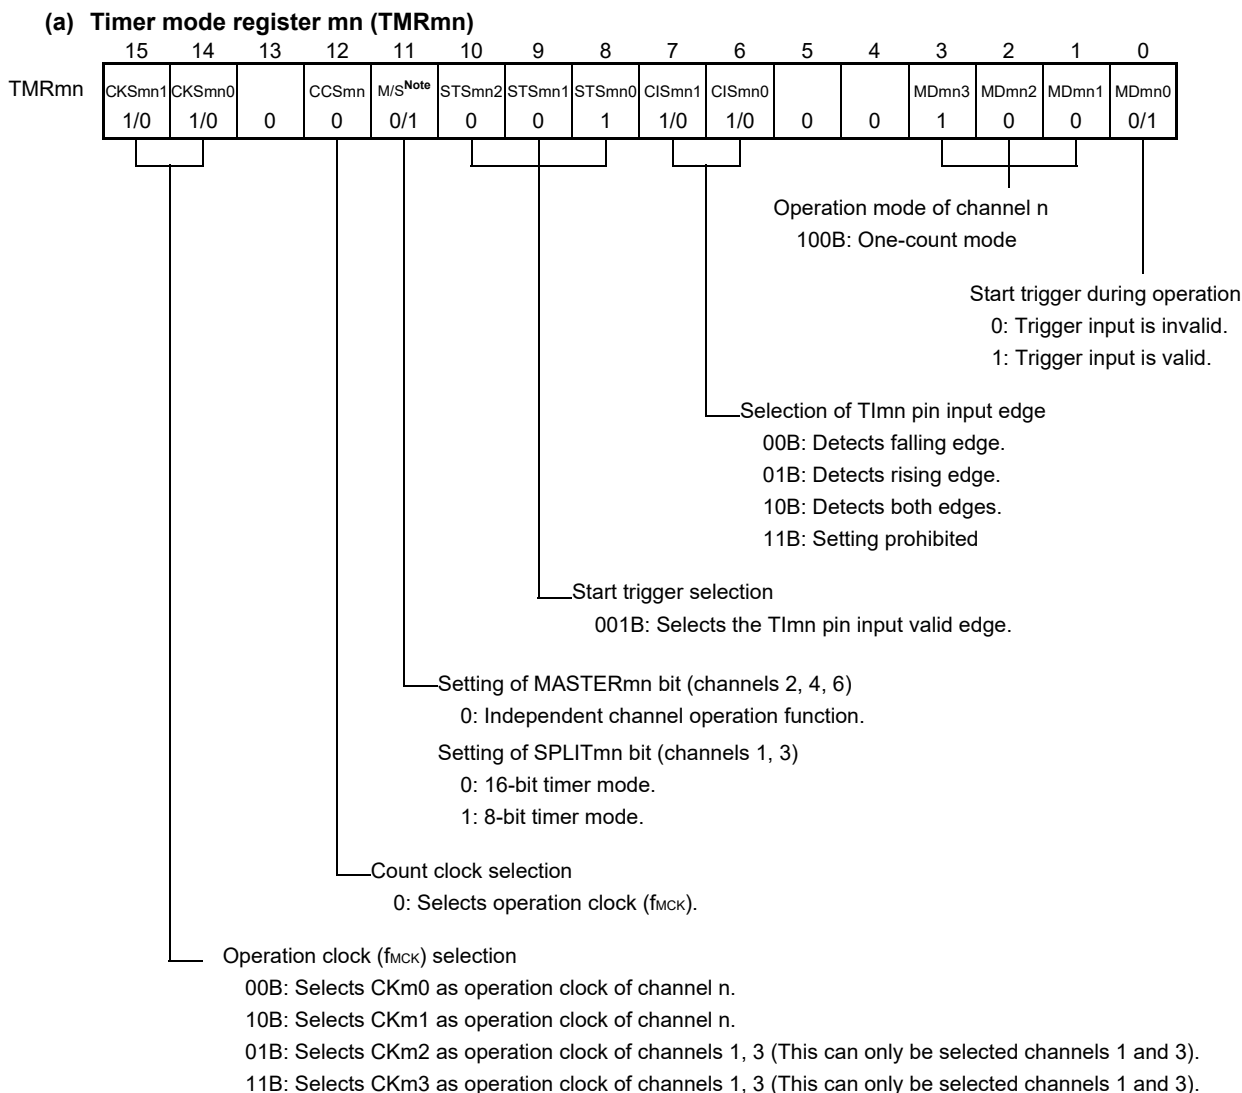 (a) Timer mode register mn (TMRmn)
15 14 13 12 11 10 9 8 7 6 5 4 3 2 1 0
TMRmn CKSmn1 CKSmn0 CCSmn M/SNote STSmn2 STSmn1 STSmn0 CISmn1 CISmn0 MDmn3 MDmn2 MDmn1 MDmn0
1/0 1/0 0 0 0/1 0 0 1 1/0 1/0 0 0 1 0 0 0/1
Operation mode of channel n
100B: One-count mode
Start trigger during operation
0: Trigger input is invalid.
1: Trigger input is valid.
Selection of TImn pin input edge
00B: Detects falling edge.
01B: Detects rising edge.
10B: Detects both edges.
11B: Setting prohibited
Start trigger selection
001B: Selects the TImn pin input valid edge.
Setting of MASTERmn bit (channels 2, 4, 6)
0: Independent channel operation function.
Setting of SPLITmn bit (channels 1, 3)
0: 16-bit timer mode.
1: 8-bit timer mode.
Count clock selection
0: Selects operation clock (fMCK).
Operation clock (fMCK) selection
00B: Selects CKm0 as operation clock of channel n.
10B: Selects CKm1 as operation clock of channel n.
01B: Selects CKm2 as operation clock of channels 1, 3 (This can only be selected channels 1 and 3).
11B: Selects CKm3 as operation clock of channels 1, 3 (This can only be selected channels 1 and 3).